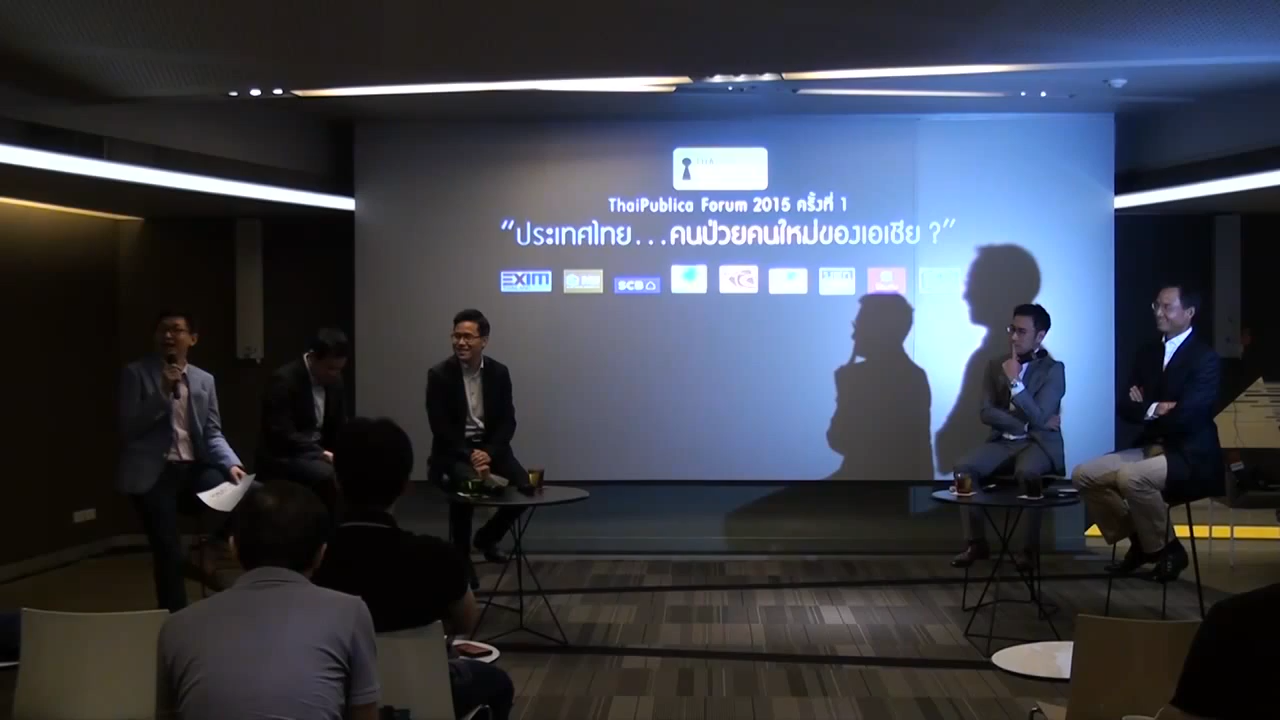 ThaiPublica Forum 2015 ครั้งที่ 1
“ประเทศไทย...คนป่วยคนใหม่ของเอเชีย ?”
EXIM
SCB